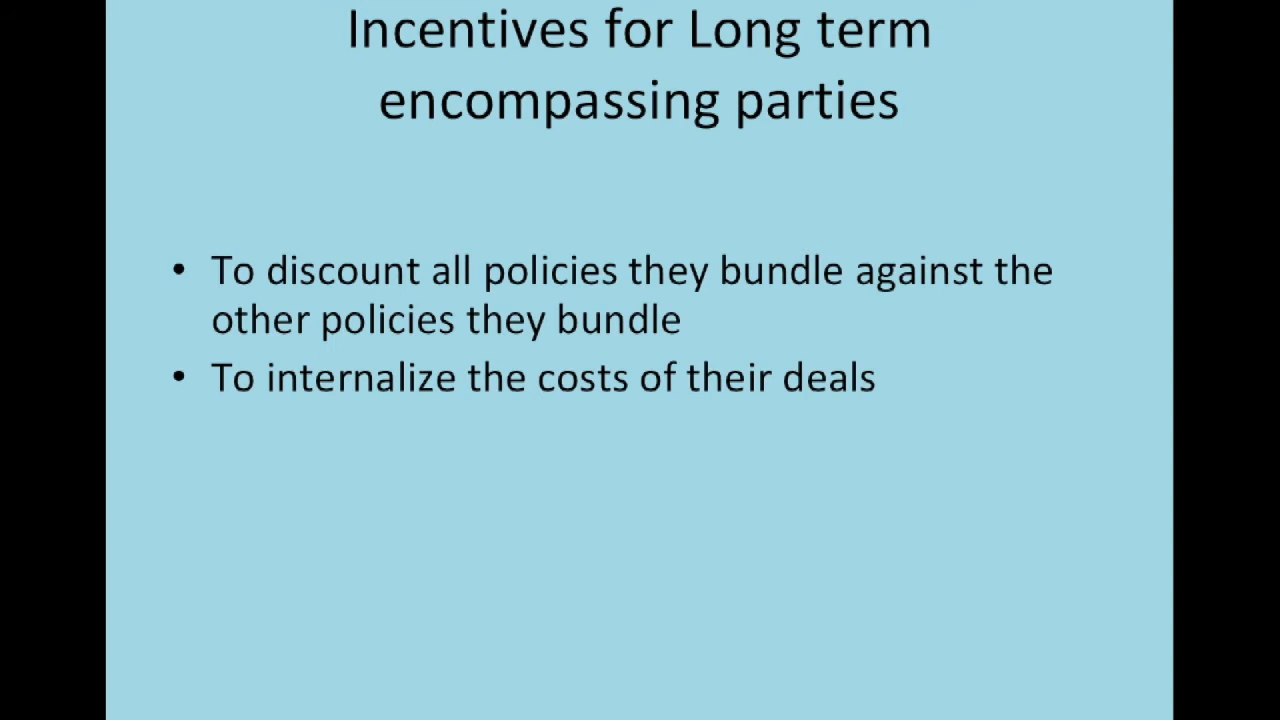 Incentives for Long term
encompassing parties
• To discount all policies they bundle against the
other policies they bundle
• To internalize the costs of their deals